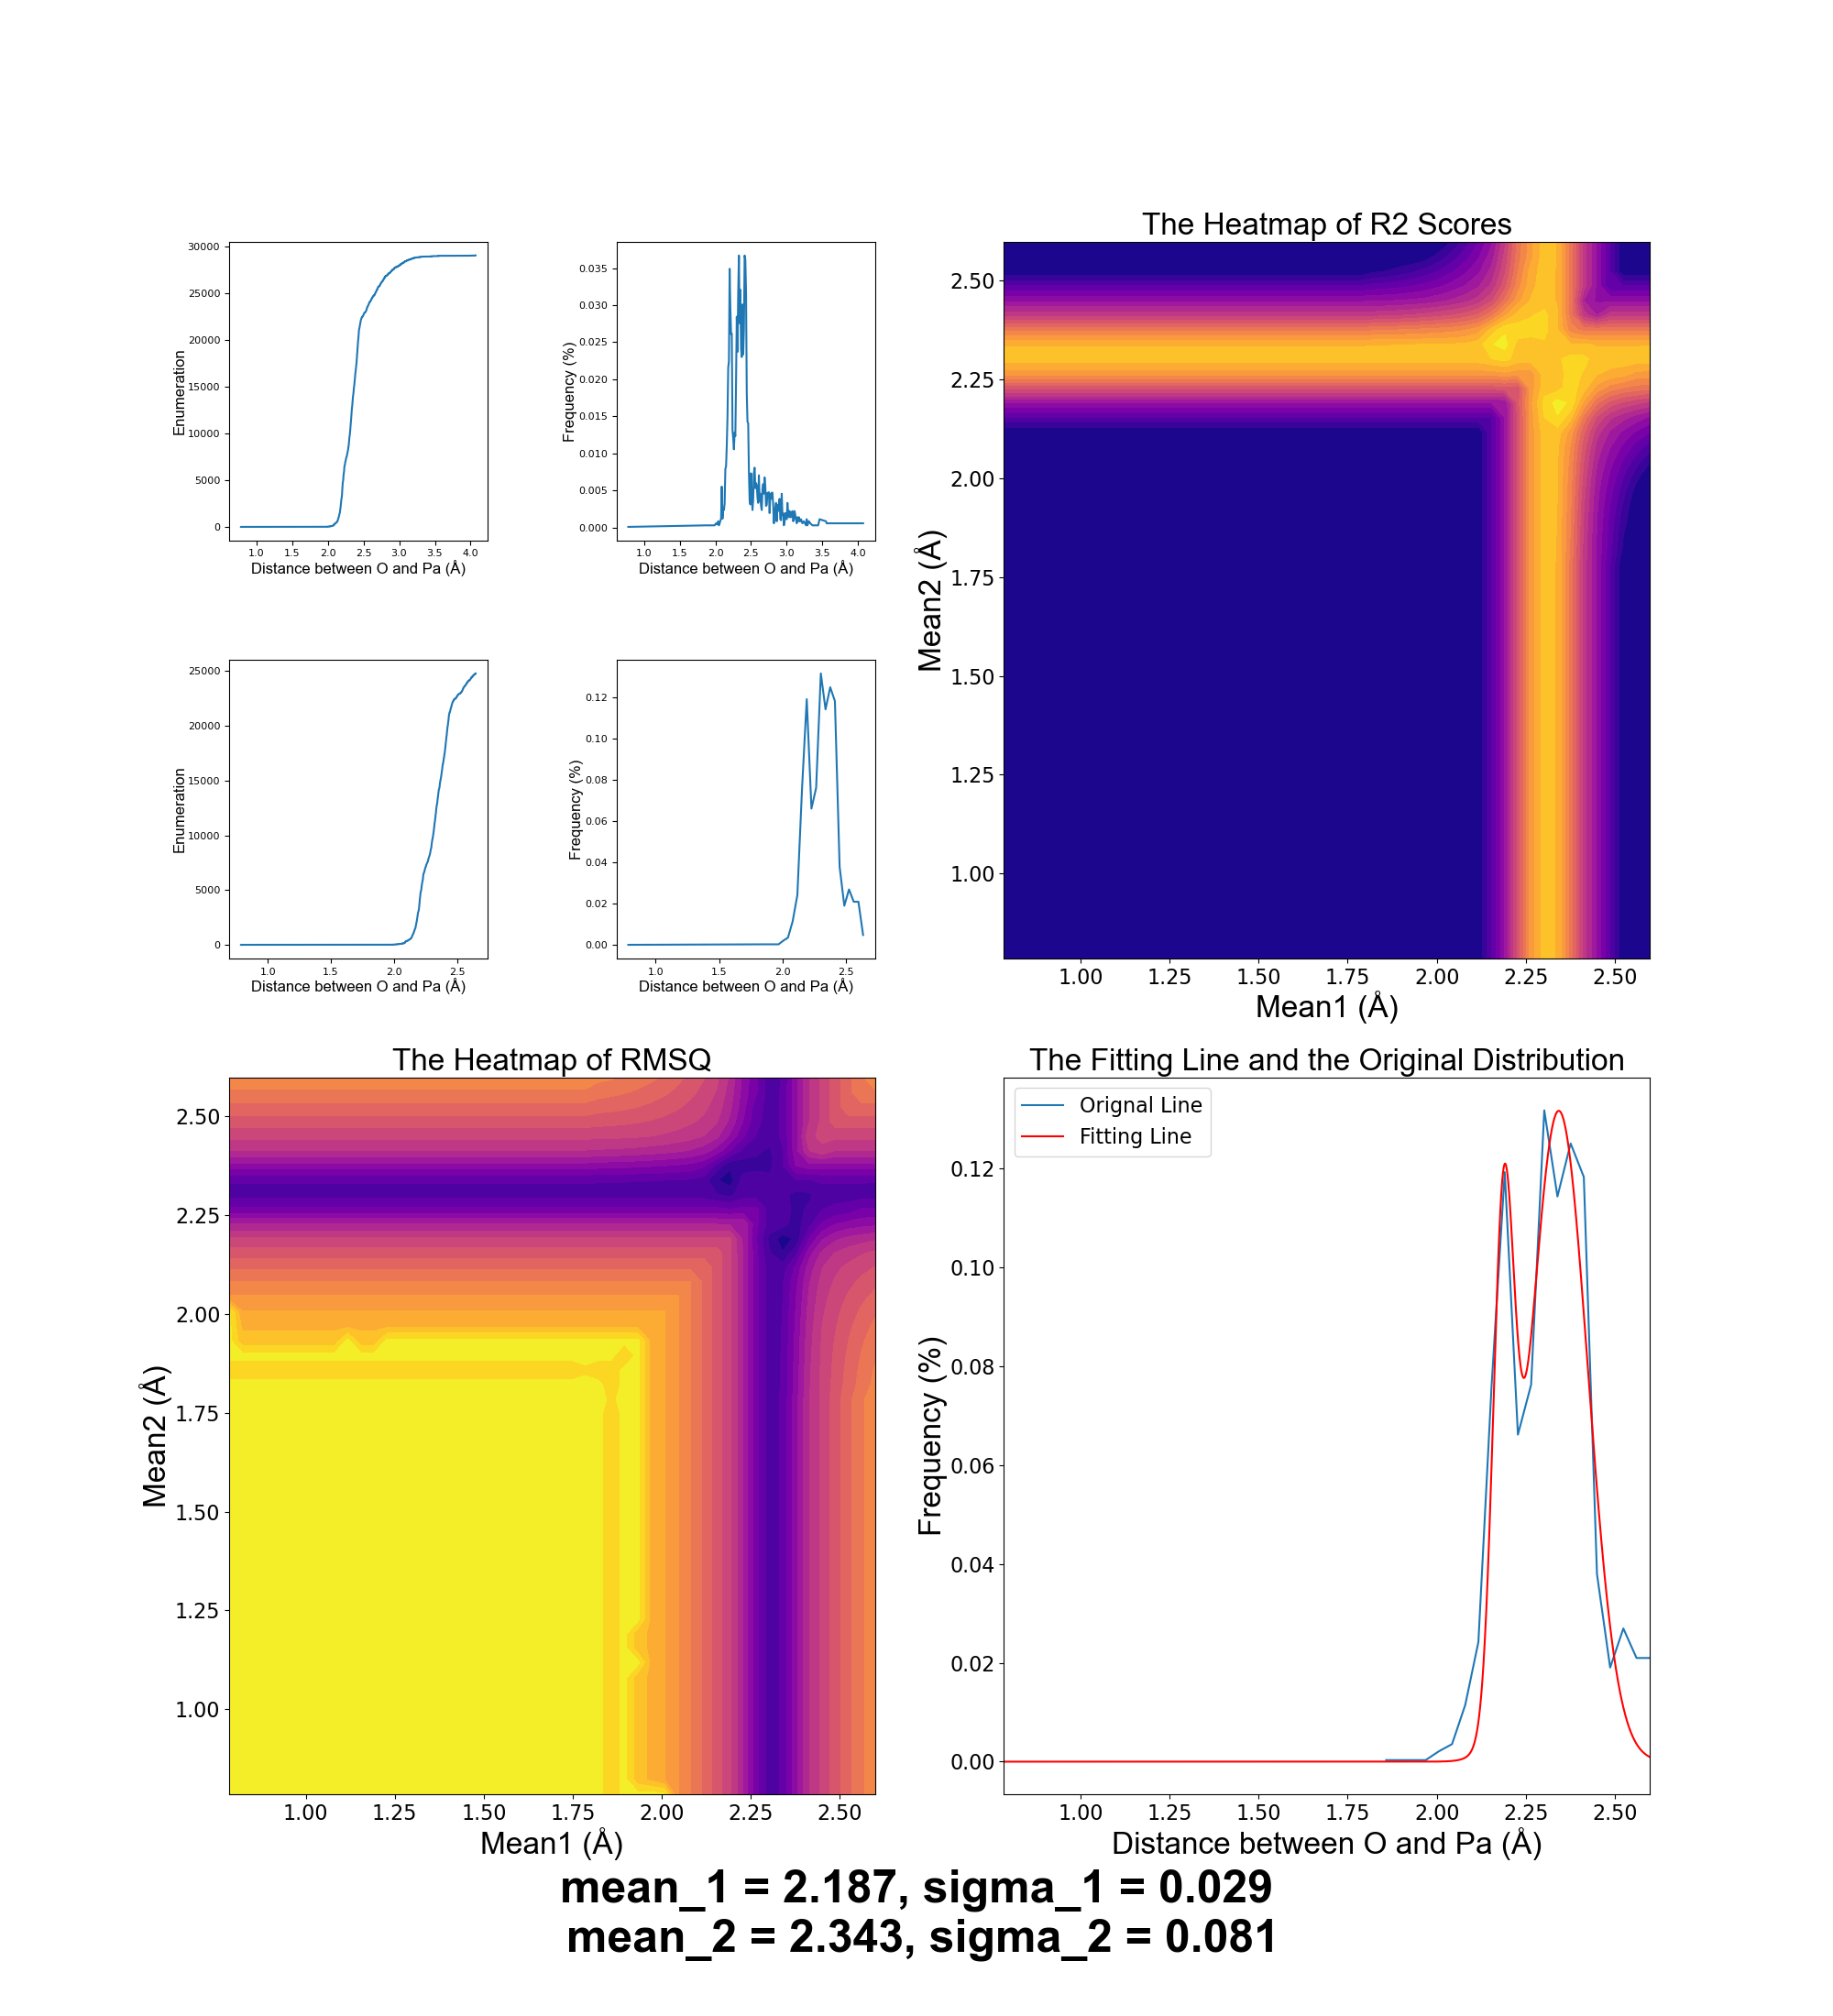 30000
25000
20000
15000
10000
5000
0
Enumeration
1.0 1.5 2.0 2.5 3.0 3.5 4.0
Distance between O and Pa (Å)
0.035
0.030
0.025
0.020
0.015
0.010
0.005
0.000
Frequency (%)
1.0 1.5 2.0 2.5 3.0 3.5 4.0
Distance between O and Pa (Å)
25000
20000
15000
10000
5000
0
Enumeration
1.0 1.5 2.0 2.5
Distance between O and Pa (Å)
0.12
0.10
0.08
0.06
0.04
0.02
0.00
Frequency (%)
1.0 1.5 2.0 2.5
Distance between O and Pa (Å)
The Heatmap of R2 Scores
2.50
2.25
2.00
1.75
1.50
1.25
1.00
Mean2 (Å)
1.00 1.25 1.50 1.75 2.00 2.25 2.50
Mean1 (Å)
The Heatmap of RMSQ
2.50
2.25
2.00
1.75
1.50
1.25
1.00
Mean2 (Å)
1.00 1.25 1.50 1.75 2.00 2.25 2.50
Mean1 (Å)
The Fitting Line and the Original Distribution
Orignal Line
Fitting Line
0.12
0.10
0.08
0.06
0.04
0.02
0.00
Frequency (%)
1.00 1.25 1.50 1.75 2.00 2.25 2.50
Distance between O and Pa (Å)
mean_1 = 2.187, sigma_1 = 0.029
mean_2 = 2.343, sigma_2 = 0.081